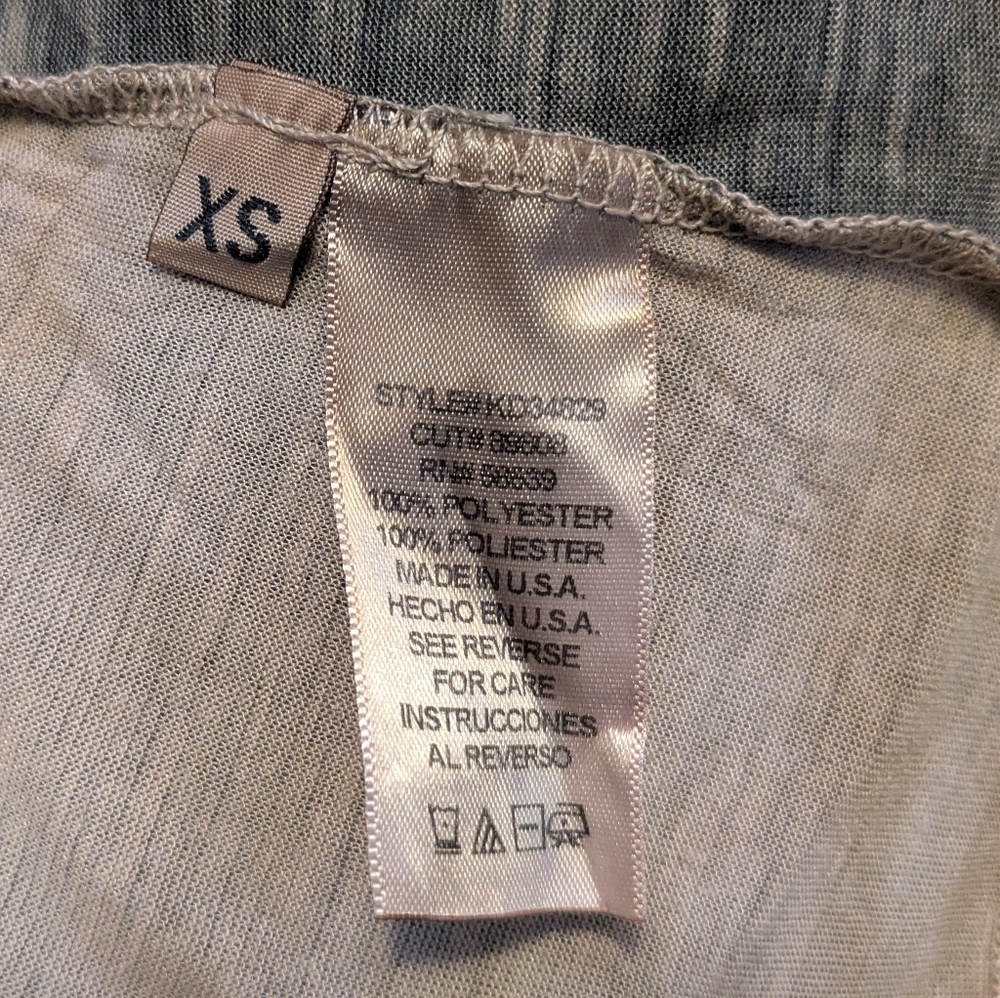 XS
STYLE# KD34829
CUT#
RN#
100% POLYESTER
100% POLIESTER
MADE IN U.S.A.
HECHO EN U.S.A.
SEE REVERSE
FOR CARE
INSTRUCCIONES
AL REVERSO